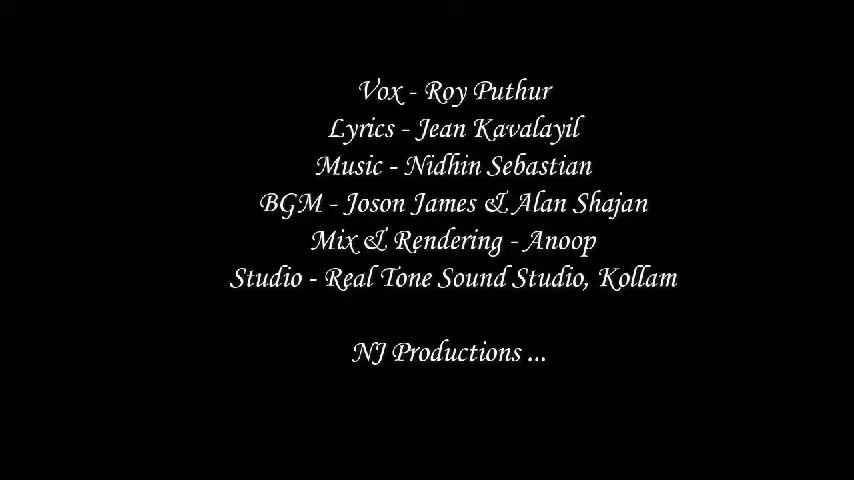 Vox - Roy Puthur
Lyrics - Jean Kavalayil
Music - Nidhin Sebastian
BGM - Joson James & Alan Shajan
Mix & Rendering - Anoop
Studio - Real Tone Sound Studio, Kollam
NJ Productions ...